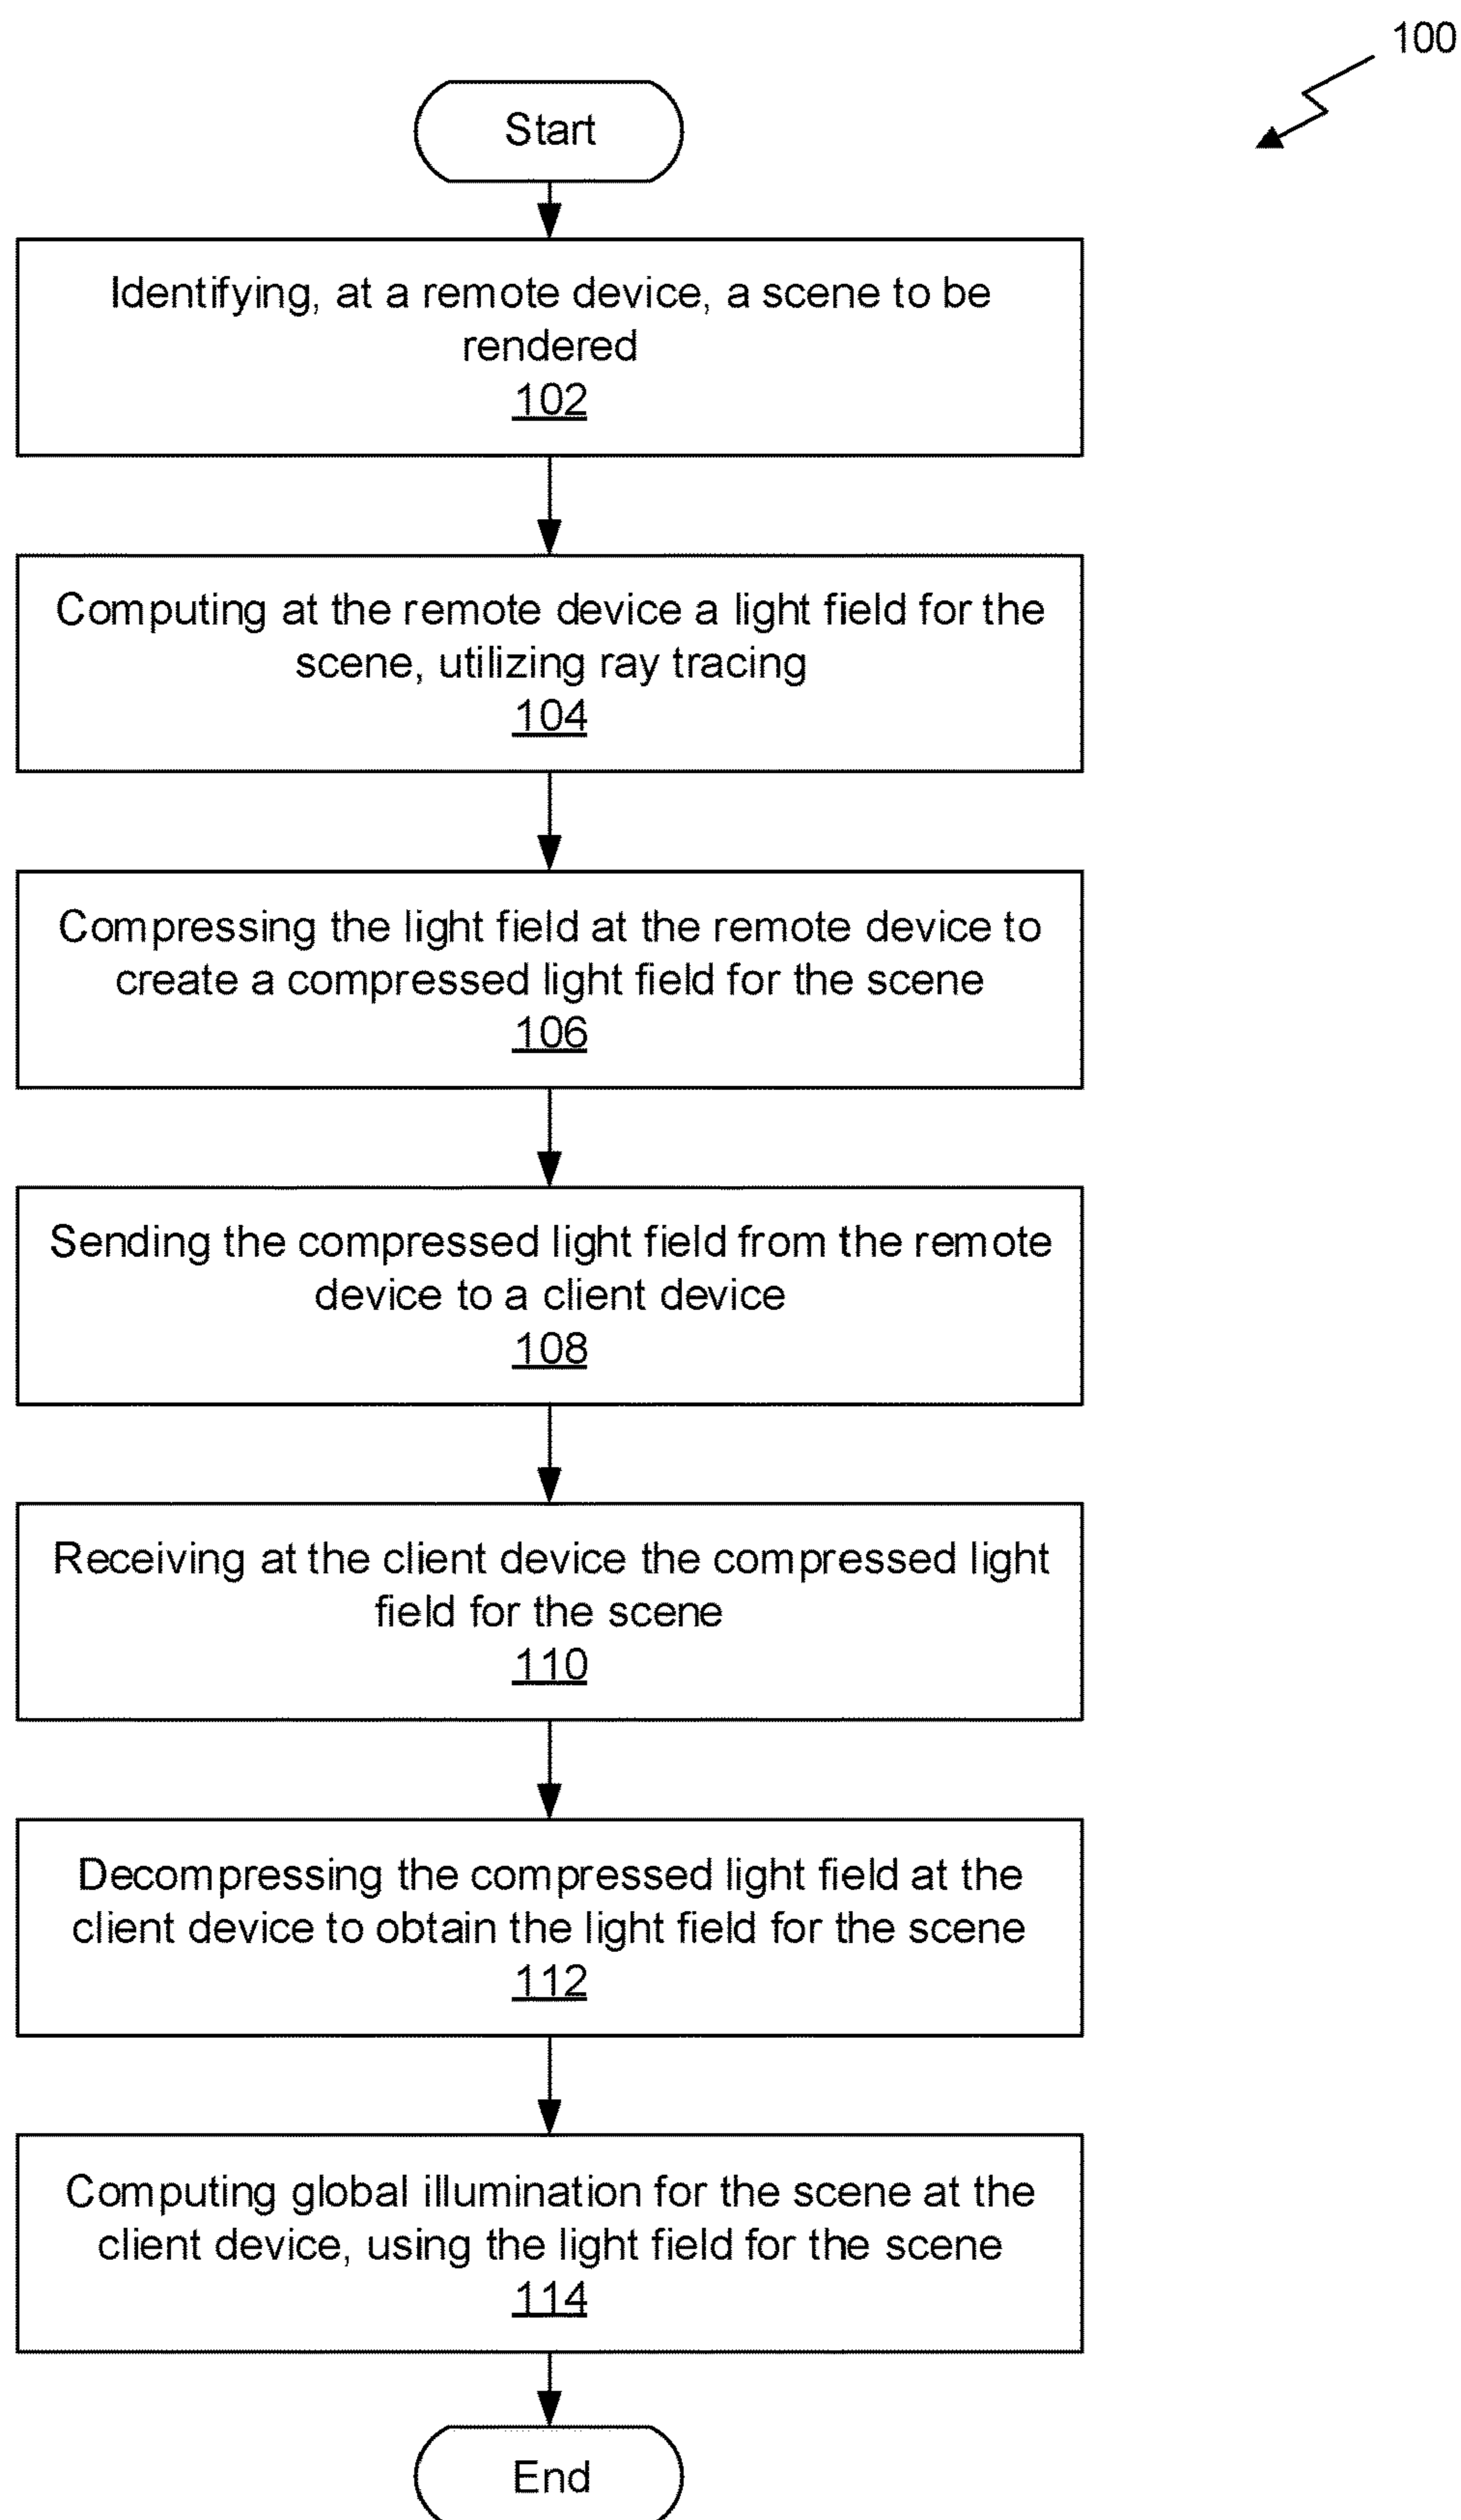 100
Start
Identifying, at a remote device, a scene to be
rendered
102
Computing at the remote device a light field for the
scene, utilizing ray tracing
104
Compressing the light field at the remote device to
create a compressed light field for the scene
106
Sending the compressed light field from the remote
device to a client device
108
Receiving at the client device the compressed light
field for the scene
110
Decompressing the compressed light field at the
client device to obtain the light field for the scene
112
Computing global illumination for the scene at the
client device, using the light field for the scene
114
End